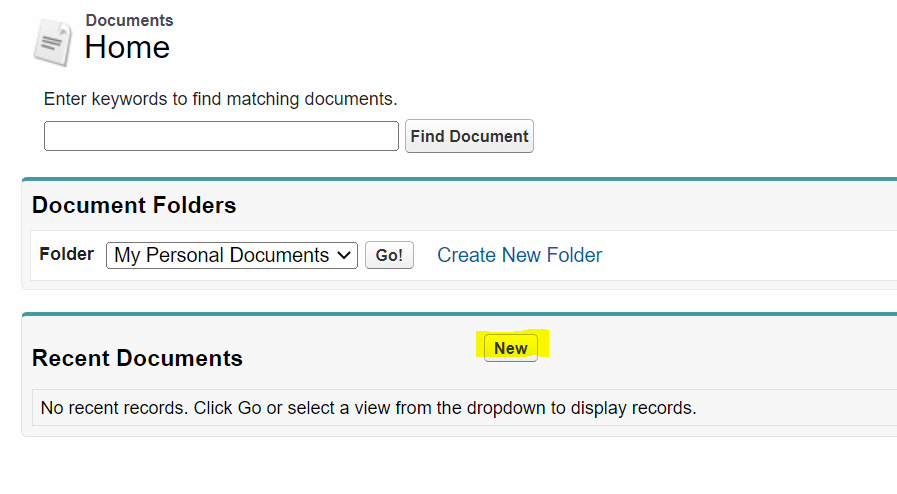 Documents
Home
Enter keywords to find matching documents.
Find Document
Document Folders
Folder My Personal Documents Go! Create New Folder
Recent Documents New
No recent records. Click Go or select a view from the dropdown to display records.